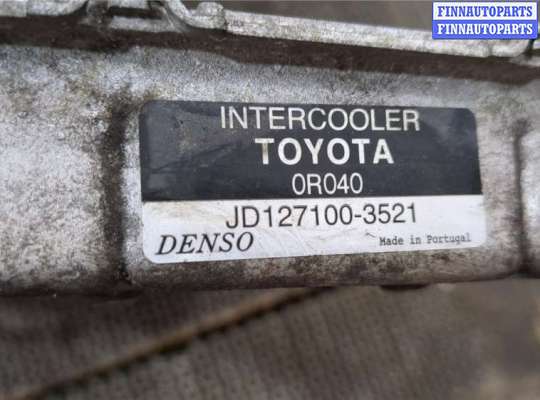 FINNAUTOPARTS
FINNAUTOPARTS
INTERCOOLER
TOYOTA
0R040
JD127100-3521
DENSO Made in Portugal